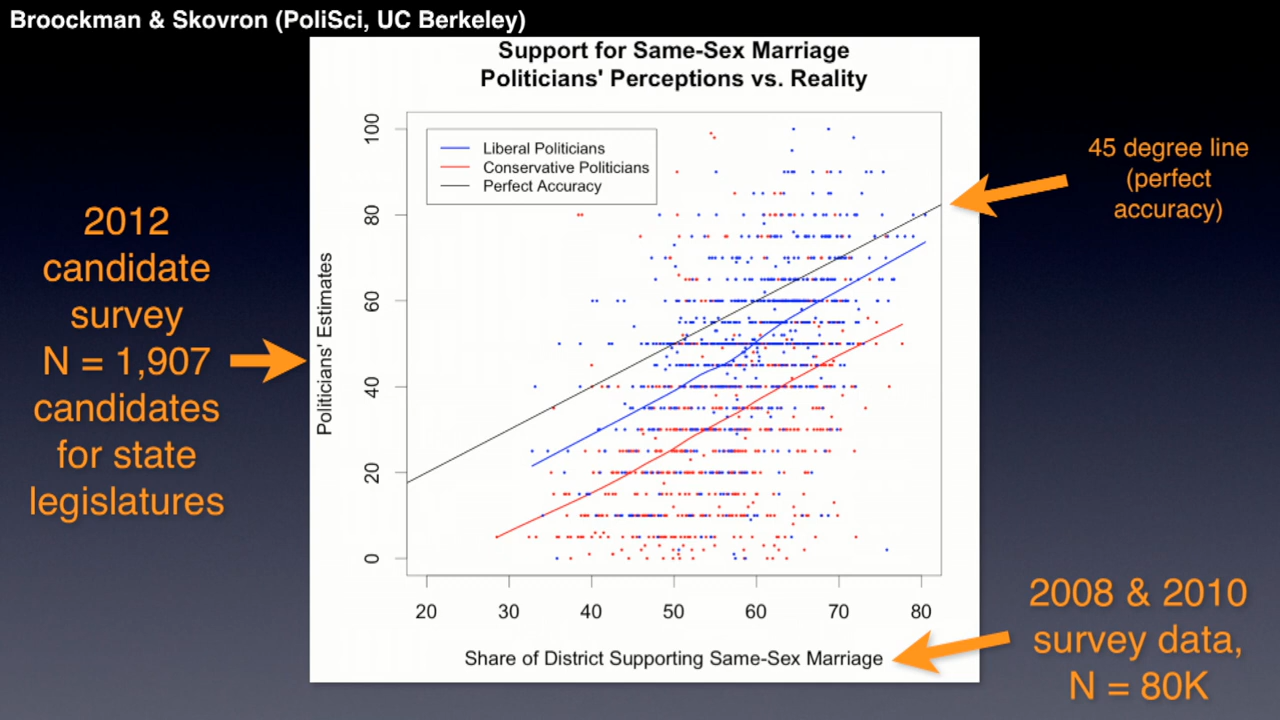 Broockman & Skovron (PoliSci, UC Berkeley)
Support for Same-Sex Marriage
Politicians' Perceptions vs. Reality
Liberal Politicians
Conservative Politicians
Perfect Accuracy
Politicians' Estimates
100
80
60
40
20
0
20 30 40 50 60 70 80
Share of District Supporting Same-Sex Marriage
2012
candidate
survey
N = 1,907
candidates
for state
legislatures
45 degree line
(perfect
accuracy)
2008 & 2010
survey data,
N = 80K